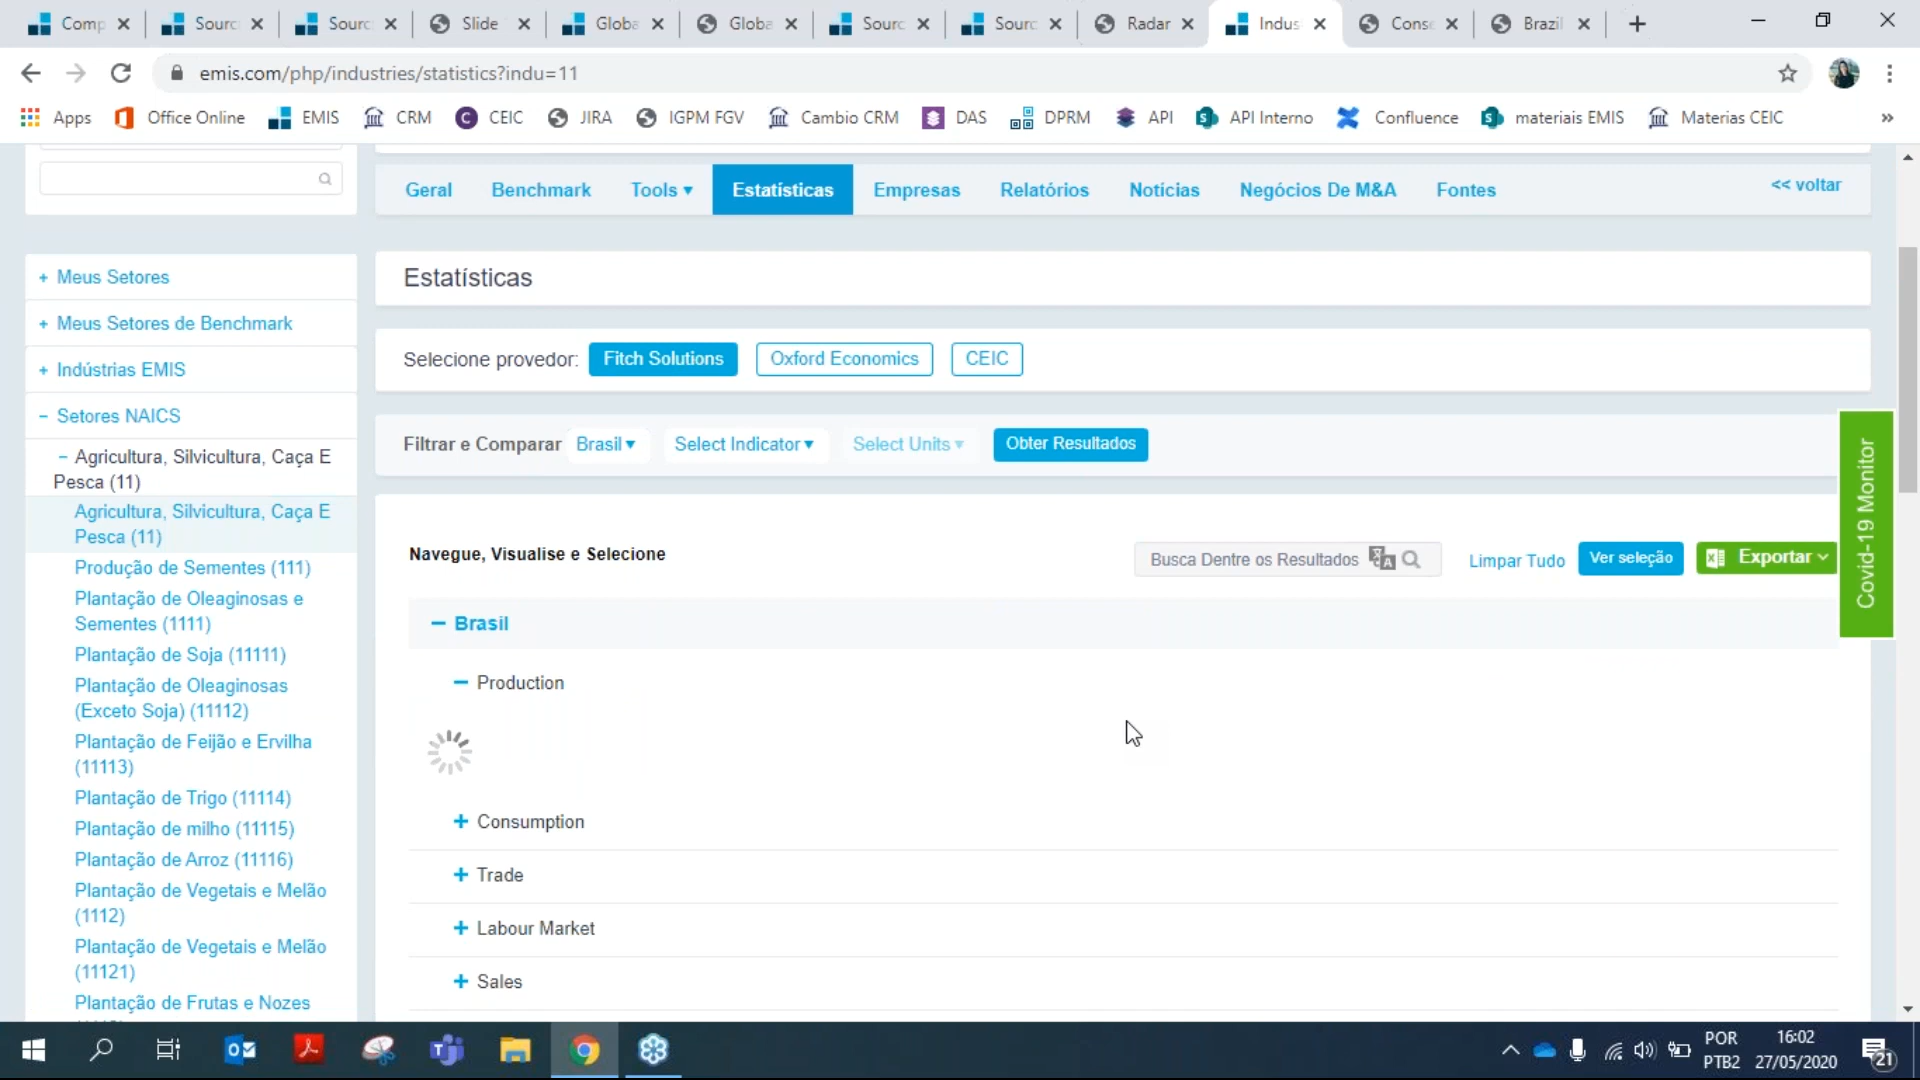 Comp
Sourc
Sourc
Slide
Globa
Globa
Sourc
Sourc
Radar
Indus
Conse
Brazil
emis.com/php/industries/statistics?indu=11
Apps
Office Online
EMIS
CRM
CEIC
JIRA
IGPM FGV
Cambio CRM
DAS
DPRM
API
API Interno
Confluence
materiais EMIS
Materias CEIC
»
Geral
Benchmark
Tools ▾
Estatísticas
Empresas
Relatórios
Notícias
Negócios De M&A
Fontes
<< voltar
+ Meus Setores
+ Meus Setores de Benchmark
+ Indústrias EMIS
− Setores NAICS
− Agricultura, Silvicultura, Caça E
Pesca (11)
Agricultura, Silvicultura, Caça E
Pesca (11)
Produção de Sementes (111)
Plantação de Oleaginosas e
Sementes (1111)
Plantação de Soja (11111)
Plantação de Oleaginosas
(Exceto Soja) (11112)
Plantação de Feijão e Ervilha
(11113)
Plantação de Trigo (11114)
Plantação de milho (11115)
Plantação de Arroz (11116)
Plantação de Vegetais e Melão
(1112)
Plantação de Vegetais e Melão
(11121)
Plantação de Frutas e Nozes
Estatísticas
Selecione provedor:
Fitch Solutions
Oxford Economics
CEIC
Filtrar e Comparar
Brasil ▾
Select Indicator ▾
Select Units ▾
Obter Resultados
Navegue, Visualise e Selecione
Busca Dentre os Resultados
Limpar Tudo
Ver seleção
Exportar
Covid-19 Monitor
− Brasil
− Production
+ Consumption
+ Trade
+ Labour Market
+ Sales
POR
PTB2
16:02
27/05/2020
21